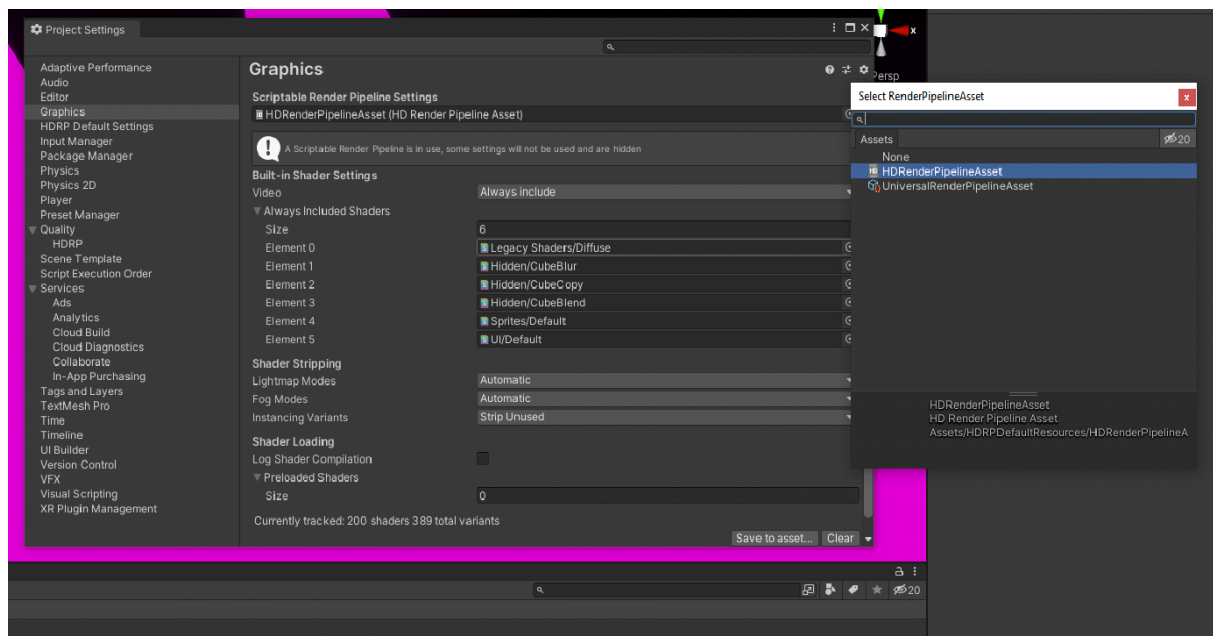 Project Settings
x
Persp
Adaptive Performance
Audio
Editor
Graphics
HDRP Default Settings
Input Manager
Package Manager
Physics
Physics 2D
Player
Preset Manager
Quality
HDRP
Scene Template
Script Execution Order
Services
Ads
Analytics
Cloud Build
Cloud Diagnostics
Collaborate
In-App Purchasing
Tags and Layers
TextMesh Pro
Time
Timeline
UI Builder
Version Control
VFX
Visual Scripting
XR Plugin Management
Graphics
Scriptable Render Pipeline Settings
HDRenderPipelineAsset (HD Render Pipeline Asset)
A Scriptable Render Pipeline is in use, some settings will not be used and are hidden
Built-in Shader Settings
Video Always include
Always Included Shaders
Size 6
Element 0 Legacy Shaders/Diffuse
Element 1 Hidden/CubeBlur
Element 2 Hidden/CubeCopy
Element 3 Hidden/CubeBlend
Element 4 Sprites/Default
Element 5 UI/Default
Shader Stripping
Lightmap Modes Automatic
Fog Modes Automatic
Instancing Variants Strip Unused
Shader Loading
Log Shader Compilation
Preloaded Shaders
Size 0
Currently tracked: 200 shaders 389 total variants
Save to asset... Clear
Select RenderPipelineAsset
Assets 20
None
HDRenderPipelineAsset
UniversalRenderPipelineAsset
HDRenderPipelineAsset
HD Render Pipeline Asset
Assets/HDRPDefaultResources/HDRenderPipelineA
20